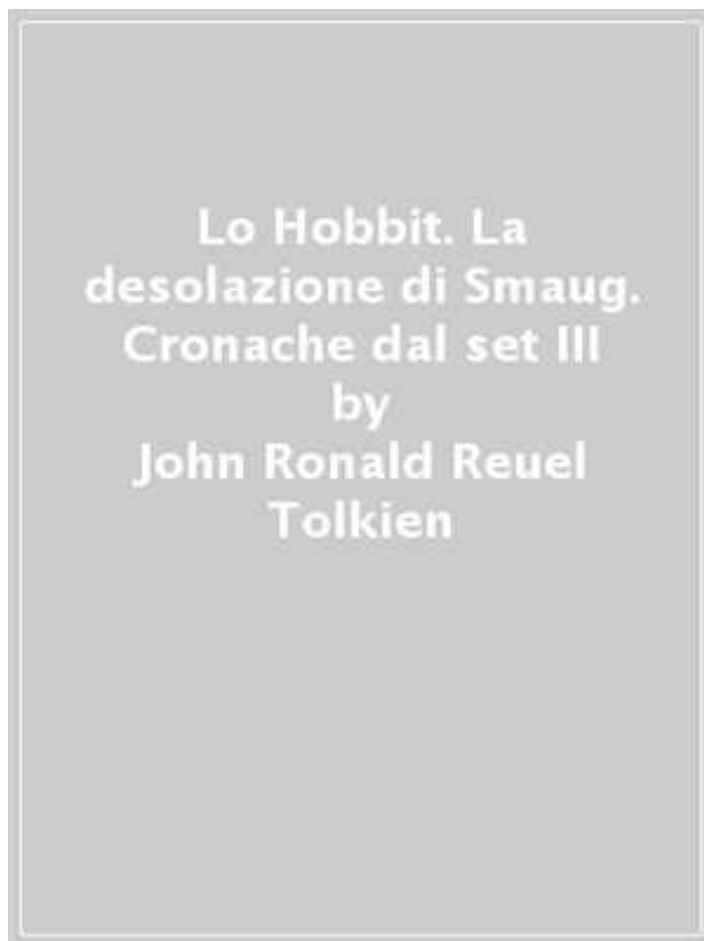 Lo Hobbit. La
desolazione di Smaug.
Cronache dal set III
by
John Ronald Reuel
Tolkien